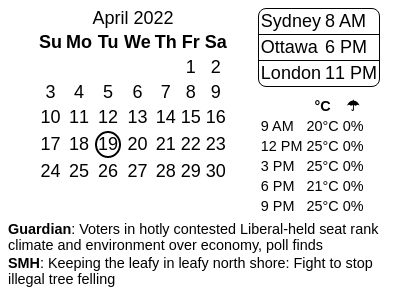 April 2022
Su Mo Tu We Th Fr Sa
1 2
3 4 5 6 7 8 9
10 11 12 13 14 15 16
17 18 19 20 21 22 23
24 25 26 27 28 29 30
Sydney 8 AM
Ottawa 6 PM
London 11 PM
°C ☂
9 AM 20°C 0%
12 PM 25°C 0%
3 PM 25°C 0%
6 PM 21°C 0%
9 PM 25°C 0%
Guardian: Voters in hotly contested Liberal-held seat rank
climate and environment over economy, poll finds
SMH: Keeping the leafy in leafy north shore: Fight to stop
illegal tree felling